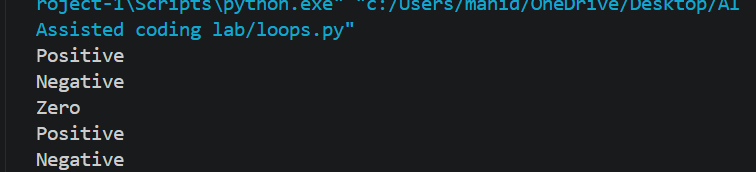 roject-1\Scripts\python.exe" "c:/Users/manid/OneDrive/Desktop/AI
Assisted coding lab/loops.py"
Positive
Negative
Zero
Positive
Negative